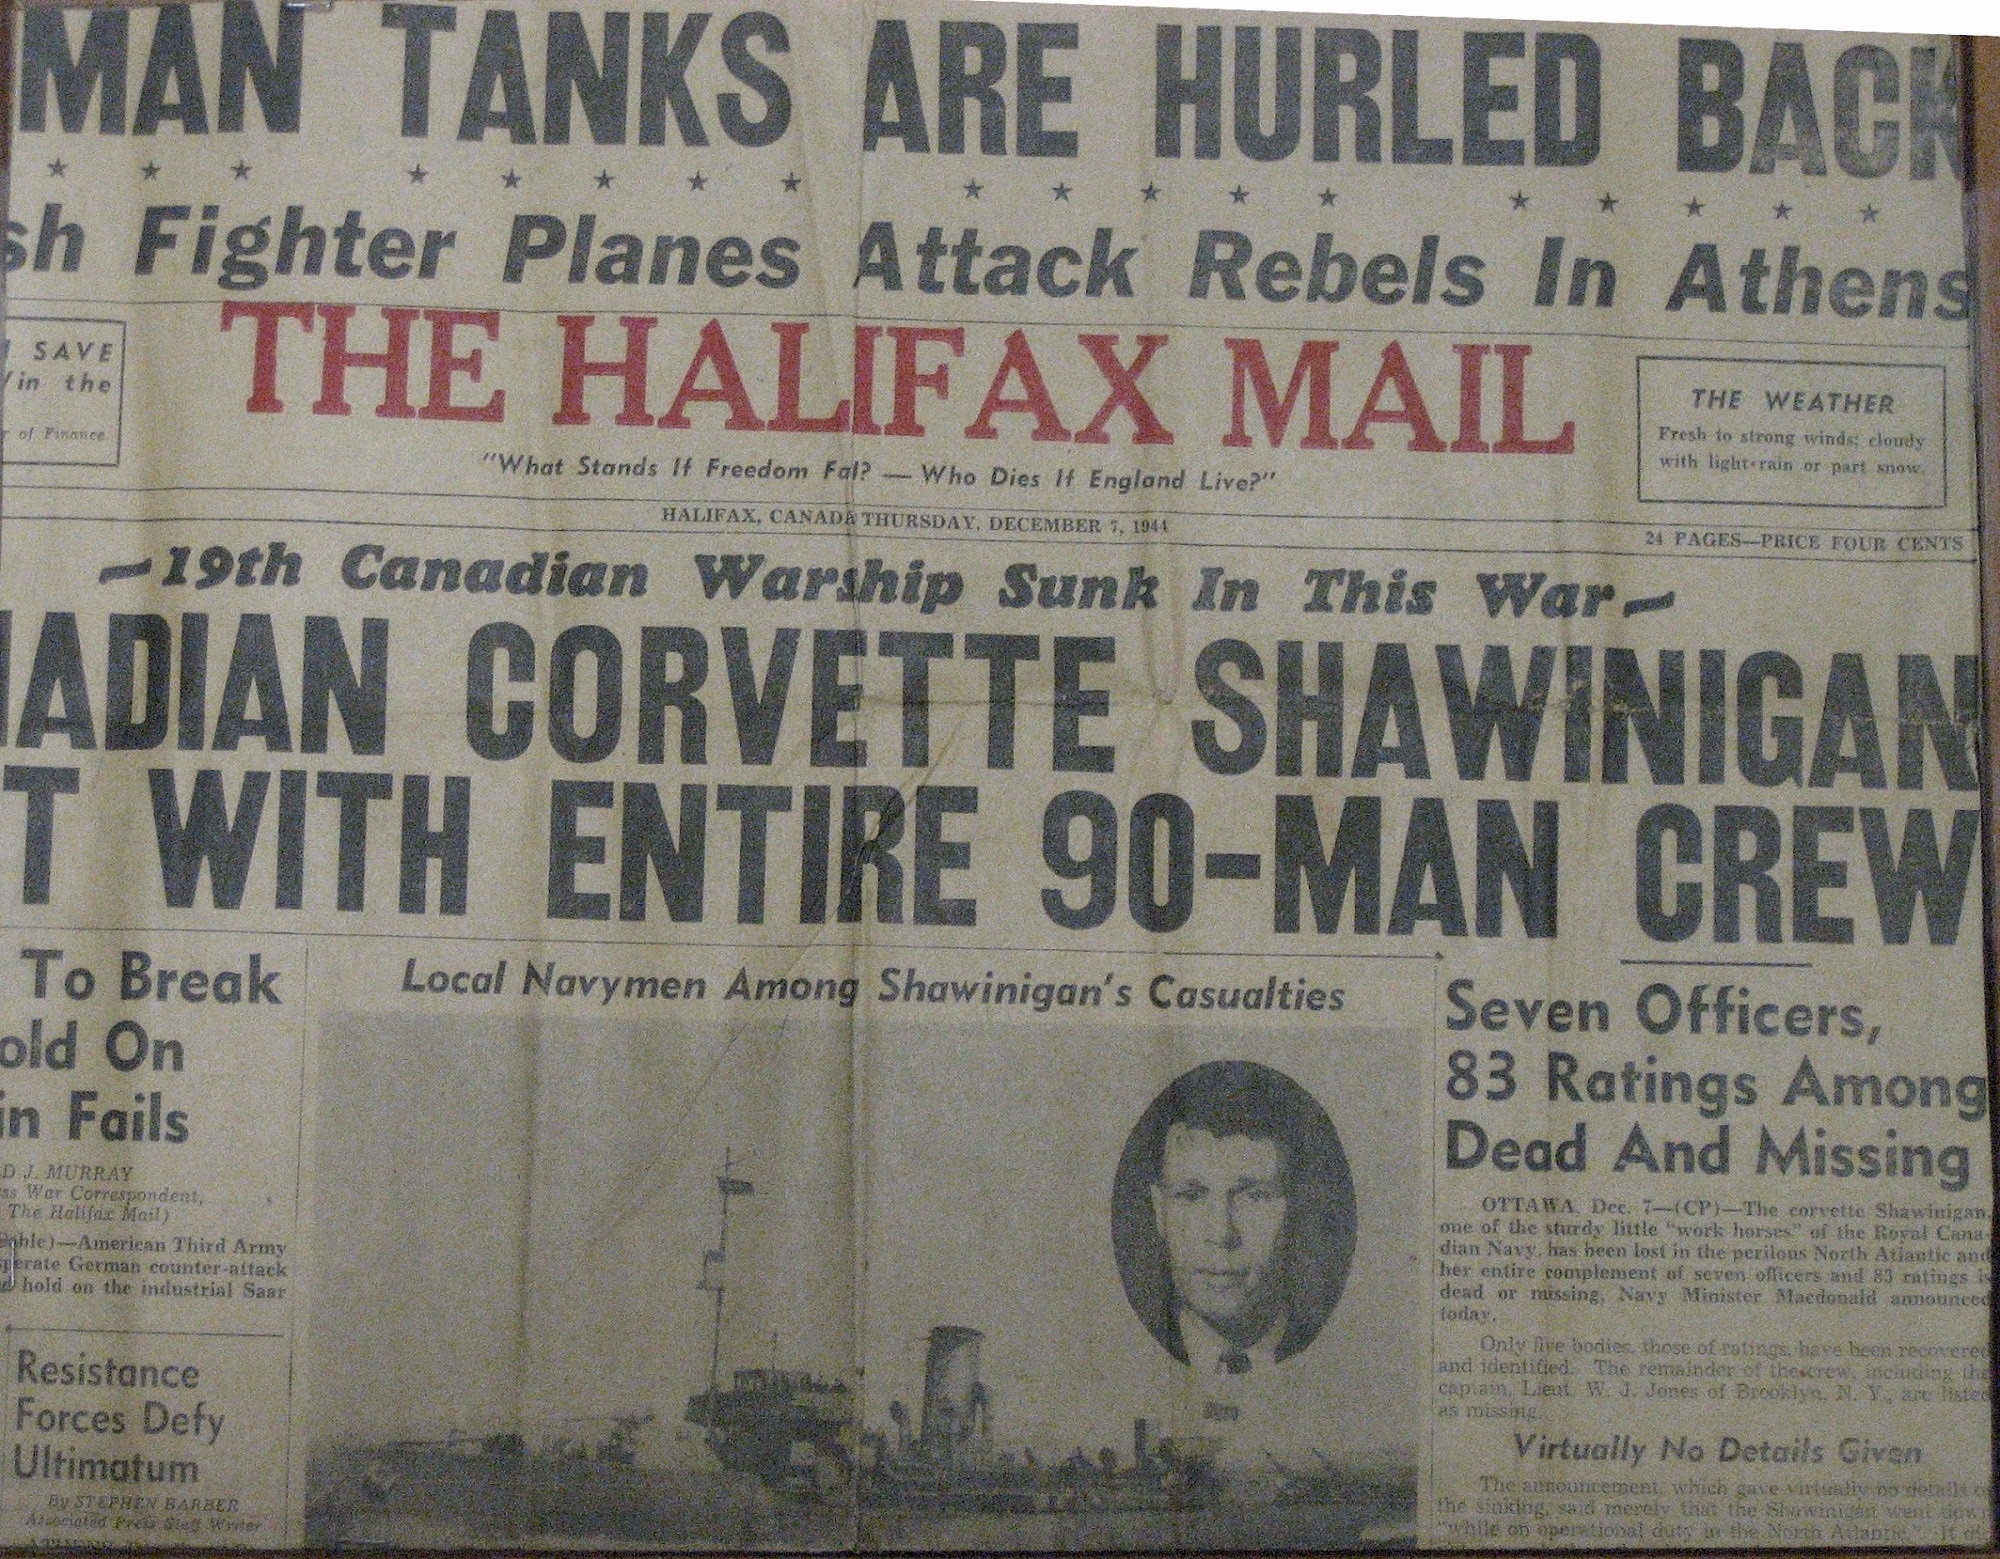 MAN TANKS ARE HURLED BACK
sh Fighter Planes Attack Rebels In Athens
SAVE
in the
of Finance
THE HALIFAX MAIL
"What Stands If Freedom Fal? — Who Dies If England Live?"
THE WEATHER
Fresh to strong winds; cloudy
with light rain or part snow.
HALIFAX, CANADA THURSDAY, DECEMBER 7, 1944
24 PAGES—PRICE FOUR CENTS
—19th Canadian Warship Sunk In This War—
ADIAN CORVETTE SHAWINIGAN
T WITH ENTIRE 90-MAN CREW
To Break
old On
in Fails
D J. MURRAY
ss War Correspondent,
The Halifax Mail)
able)—American Third Army
perate German counter-attack
hold on the industrial Saar
Resistance
Forces Defy
Ultimatum
By STEPHEN BARBER
Associated Press Staff Writer
Local Navymen Among Shawinigan's Casualties
Seven Officers,
83 Ratings Among
Dead And Missing
OTTAWA, Dec. 7—(CP)—The corvette Shawinigan,
one of the sturdy little "work horses" of the Royal Cana-
dian Navy, has been lost in the perilous North Atlantic and
her entire complement of seven officers and 83 ratings is
dead or missing, Navy Minister Macdonald announced
today.
Only five bodies, those of ratings, have been recovered
and identified. The remainder of the crew, including the
captain, Lieut. W. J. Jones of Brooklyn, N. Y., are listed
as missing.
Virtually No Details Given
The announcement, which gave virtually no details of
the sinking, said merely that the Shawinigan went down
"while on operational duty in the North Atlantic." It